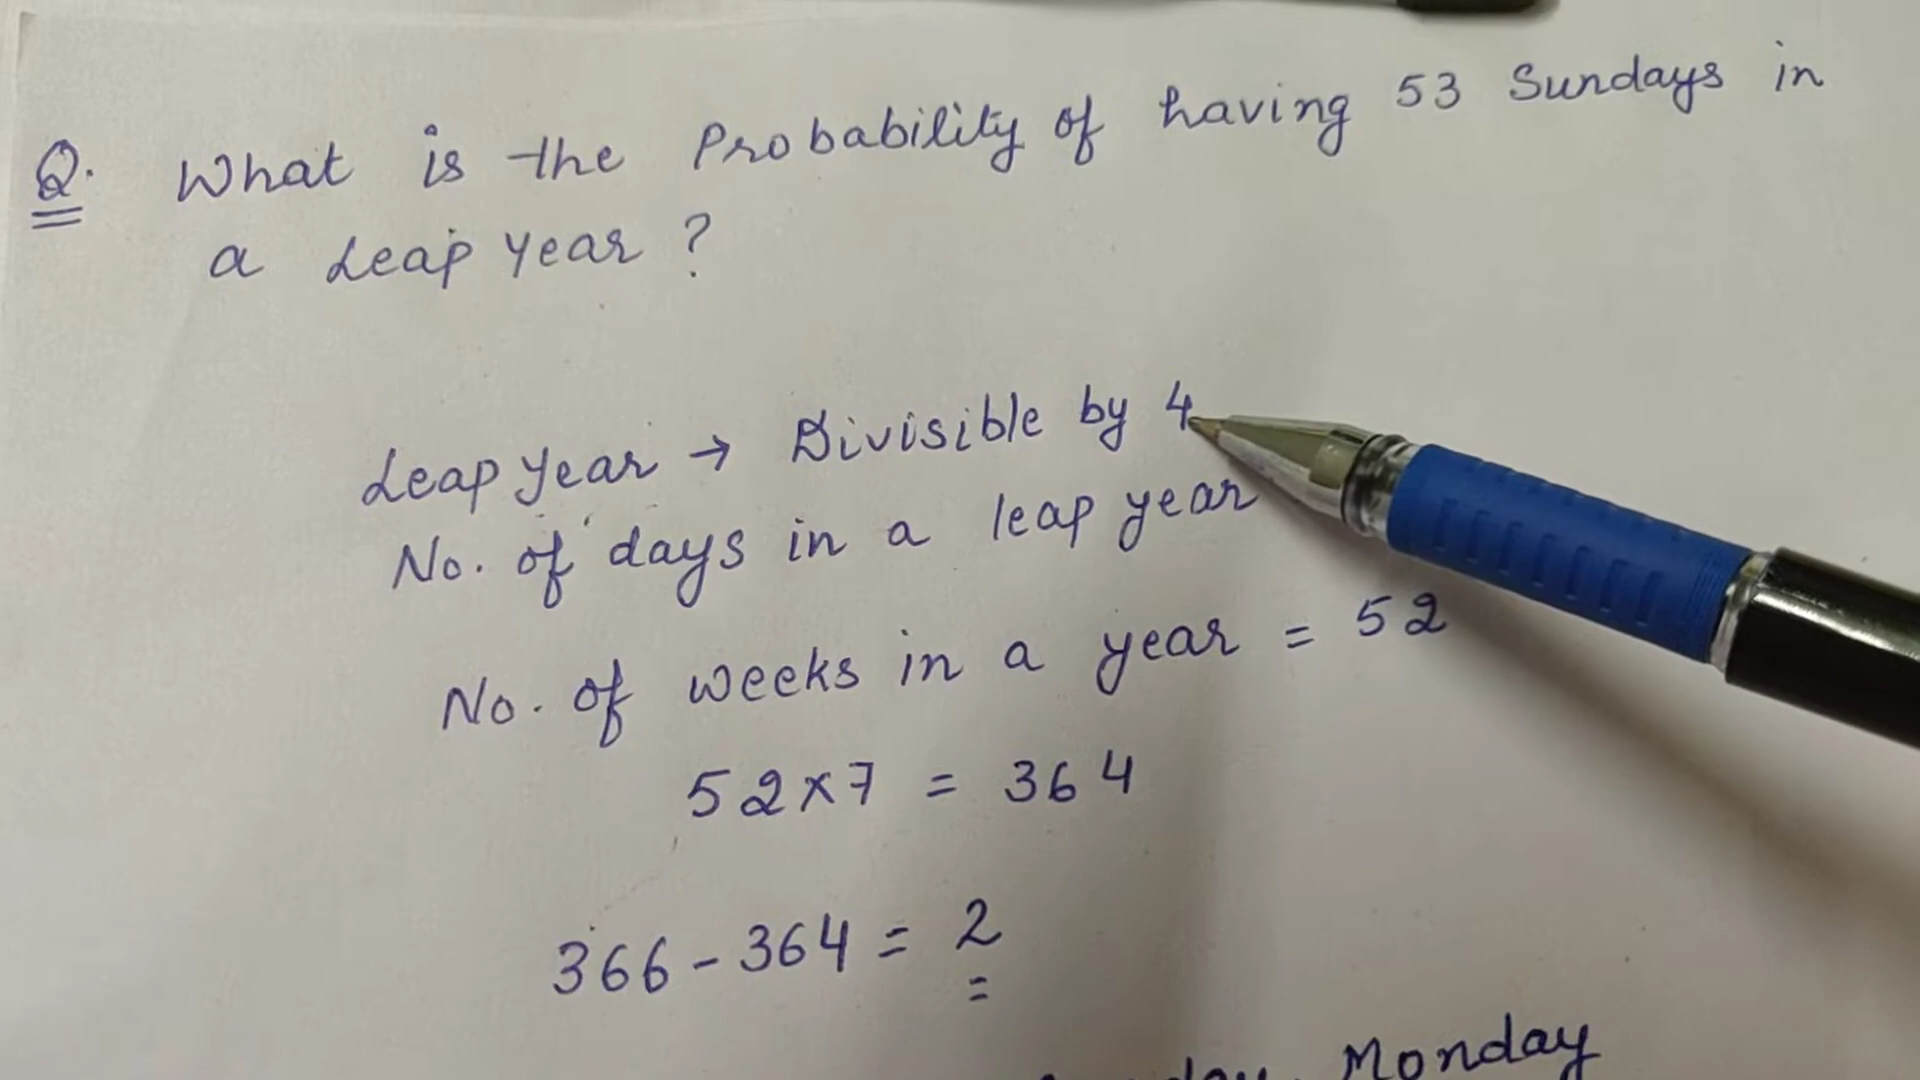 Q. What is the Probability of having 53 Sundays in
a Leap Year ?
Leap Year → Divisible by 4
No. of days in a leap year
No. of weeks in a year = 52
52×7 = 364
366 - 364 = 2
Monday